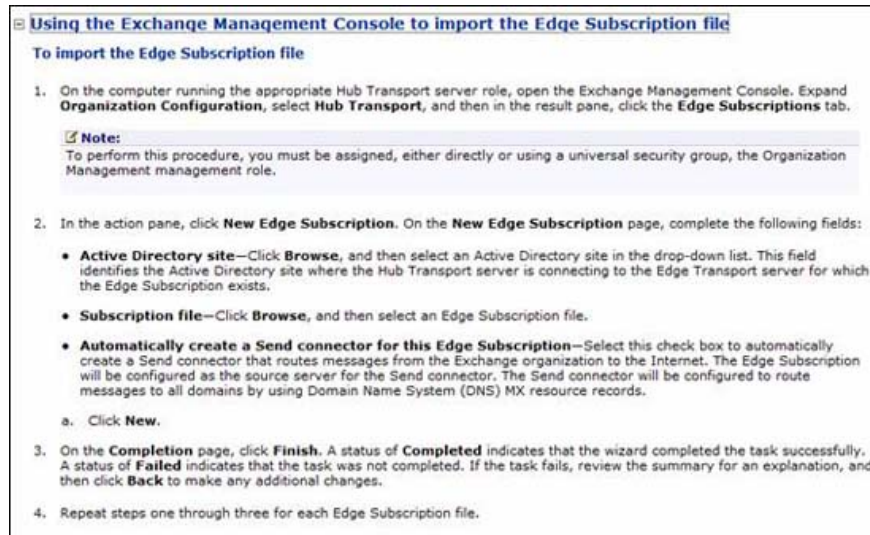 Using the Exchange Management Console to import the Edge Subscription file
To import the Edge Subscription file
1. On the computer running the appropriate Hub Transport server role, open the Exchange Management Console. Expand
Organization Configuration, select Hub Transport, and then in the result pane, click the Edge Subscriptions tab.
Note:
To perform this procedure, you must be assigned, either directly or using a universal security group, the Organization
Management management role.
2. In the action pane, click New Edge Subscription. On the New Edge Subscription page, complete the following fields:
• Active Directory site—Click Browse, and then select an Active Directory site in the drop-down list. This field
identifies the Active Directory site where the Hub Transport server is connecting to the Edge Transport server for which
the Edge Subscription exists.
• Subscription file—Click Browse, and then select an Edge Subscription file.
• Automatically create a Send connector for this Edge Subscription—Select this check box to automatically
create a Send connector that routes messages from the Exchange organization to the Internet. The Edge Subscription
will be configured as the source server for the Send connector. The Send connector will be configured to route
messages to all domains by using Domain Name System (DNS) MX resource records.
a. Click New.
3. On the Completion page, click Finish. A status of Completed indicates that the wizard completed the task successfully.
A status of Failed indicates that the task was not completed. If the task fails, review the summary for an explanation, and
then click Back to make any additional changes.
4. Repeat steps one through three for each Edge Subscription file.